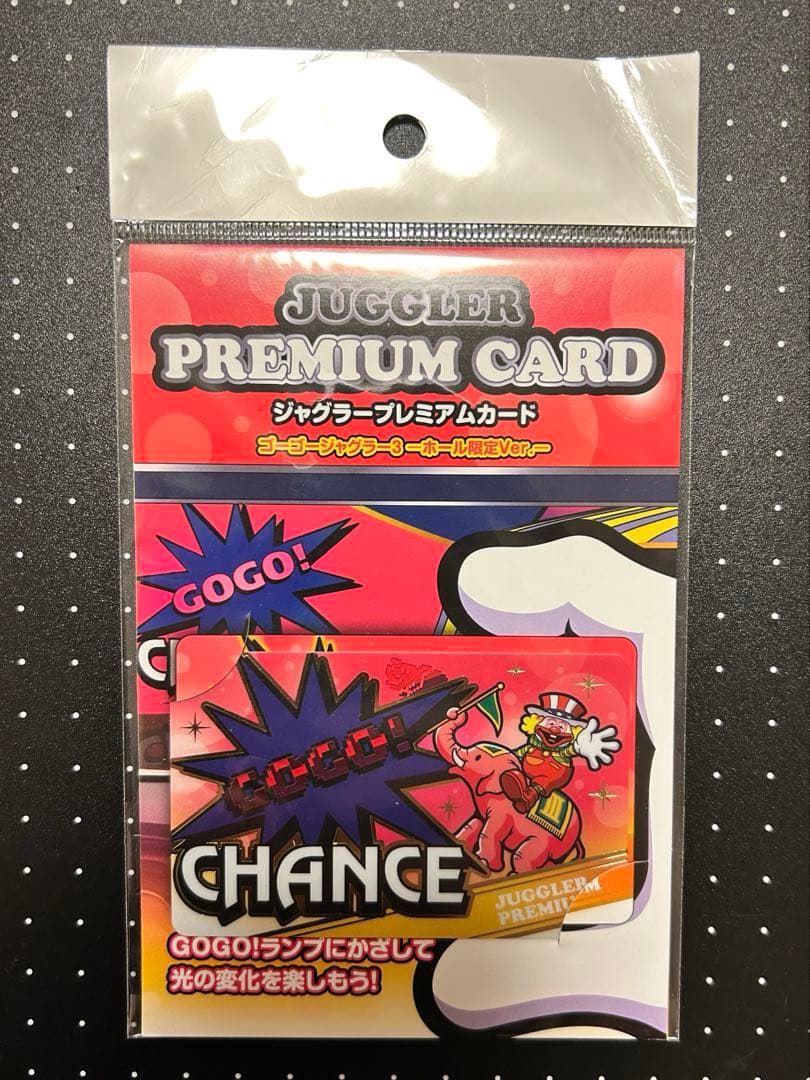 JUGGLER
PREMIUM CARD
ジャグラープレミアムカード
ゴーゴージャグラー3 ーホール限定Ver.ー
GOGO!
C
GOGO!
CHANCE
JUGGLER
PREMIUM
GOGO!ランプにかざして
光の変化を楽しもう!